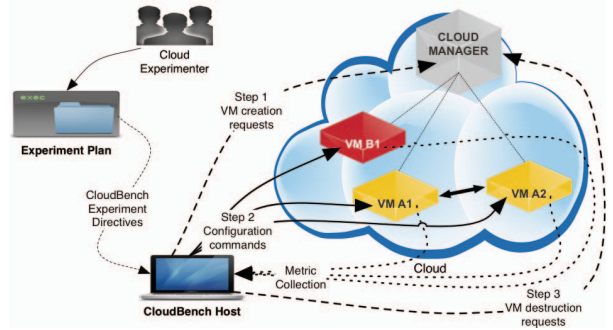 Cloud
Experimenter
exec
Experiment Plan
CLOUD
MANAGER
Step 1
VM creation
requests
VM B1
VM A1
VM A2
CloudBench
Experiment
Directives
Step 2
Configuration
commands
Metric
Collection
Cloud
CloudBench Host
Step 3
VM destruction
requests